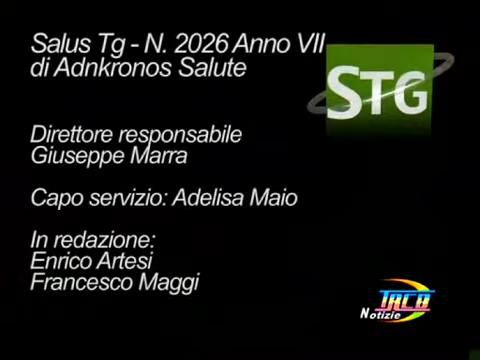 Salus Tg - N. 2026 Anno VII
di Adnkronos Salute
STG
Direttore responsabile
Giuseppe Marra
Capo servizio: Adelisa Maio
In redazione:
Enrico Artesi
Francesco Maggi
TRCB
Notizie